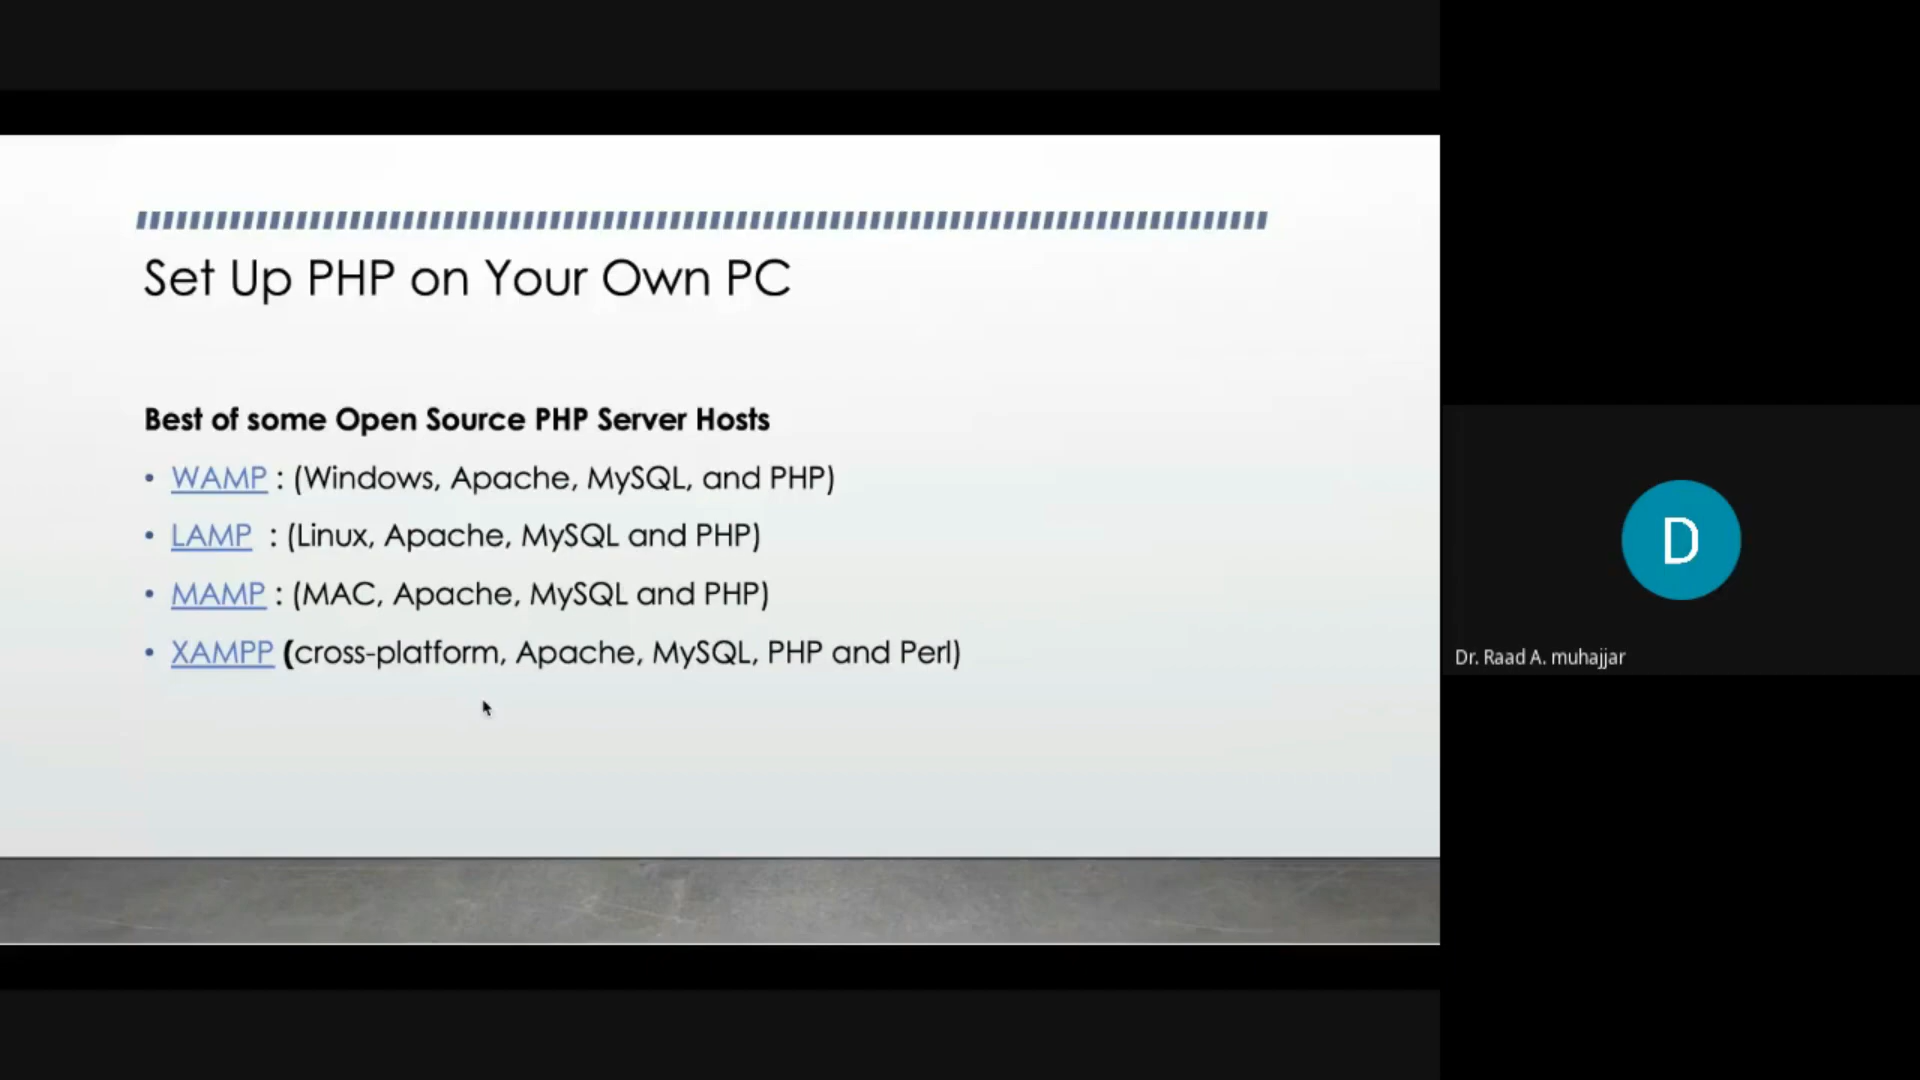 Set Up PHP on Your Own PC
Best of some Open Source PHP Server Hosts
• WAMP : (Windows, Apache, MySQL, and PHP)
• LAMP : (Linux, Apache, MySQL and PHP)
• MAMP : (MAC, Apache, MySQL and PHP)
• XAMPP (cross-platform, Apache, MySQL, PHP and Perl)
D
Dr. Raad A. muhajjar